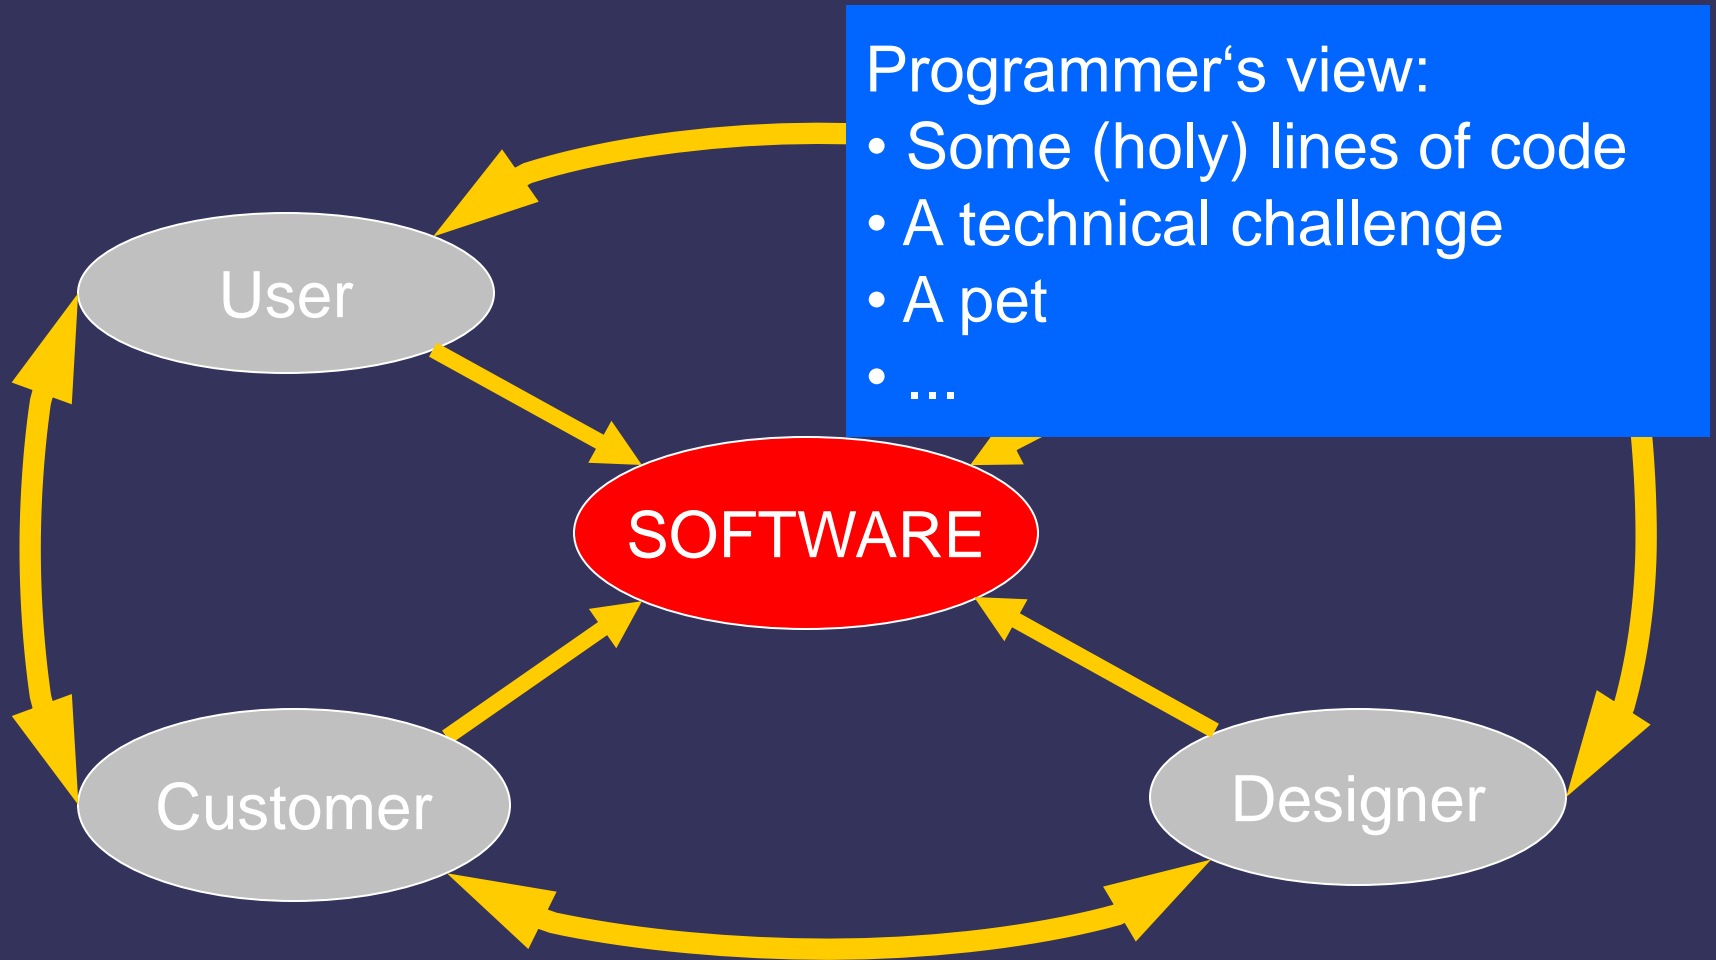 Programmer‘s view:
• Some (holy) lines of code
• A technical challenge
• A pet
• ...
User
SOFTWARE
Customer
Designer